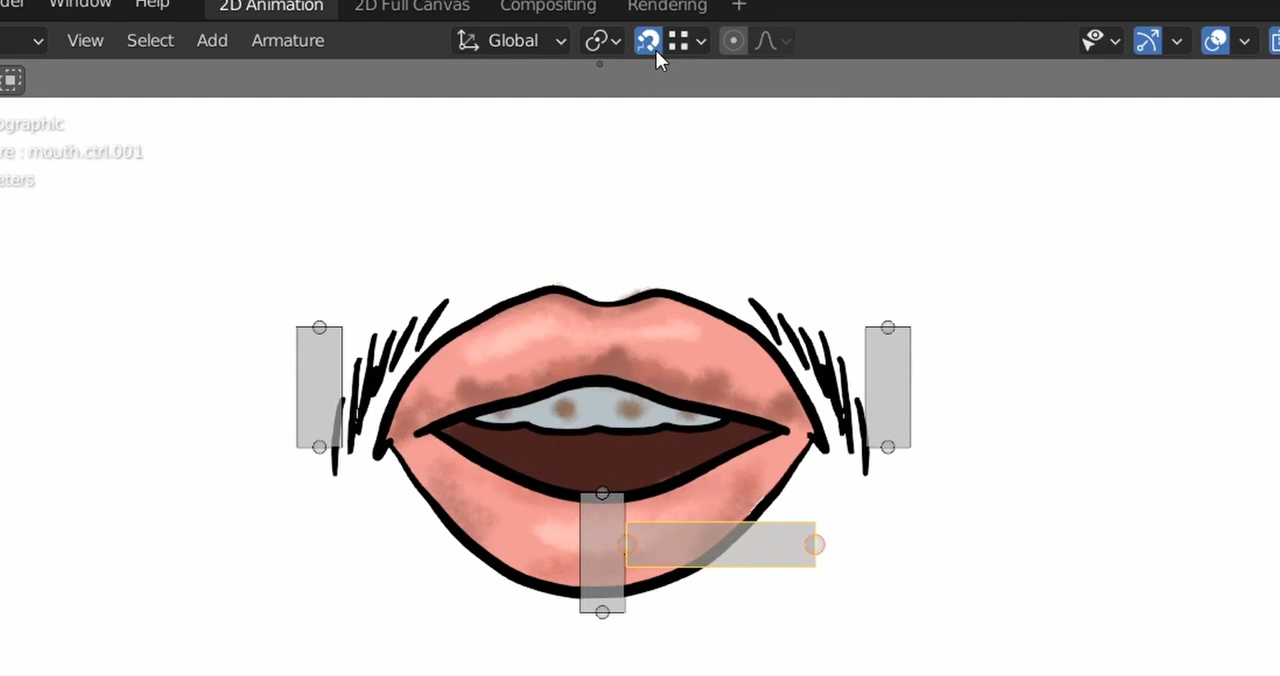 Window Help 2D Animation 2D Full Canvas Compositing Rendering +
View Select Add Armature Global
ographic
re : mouth.ctrl.001
eters